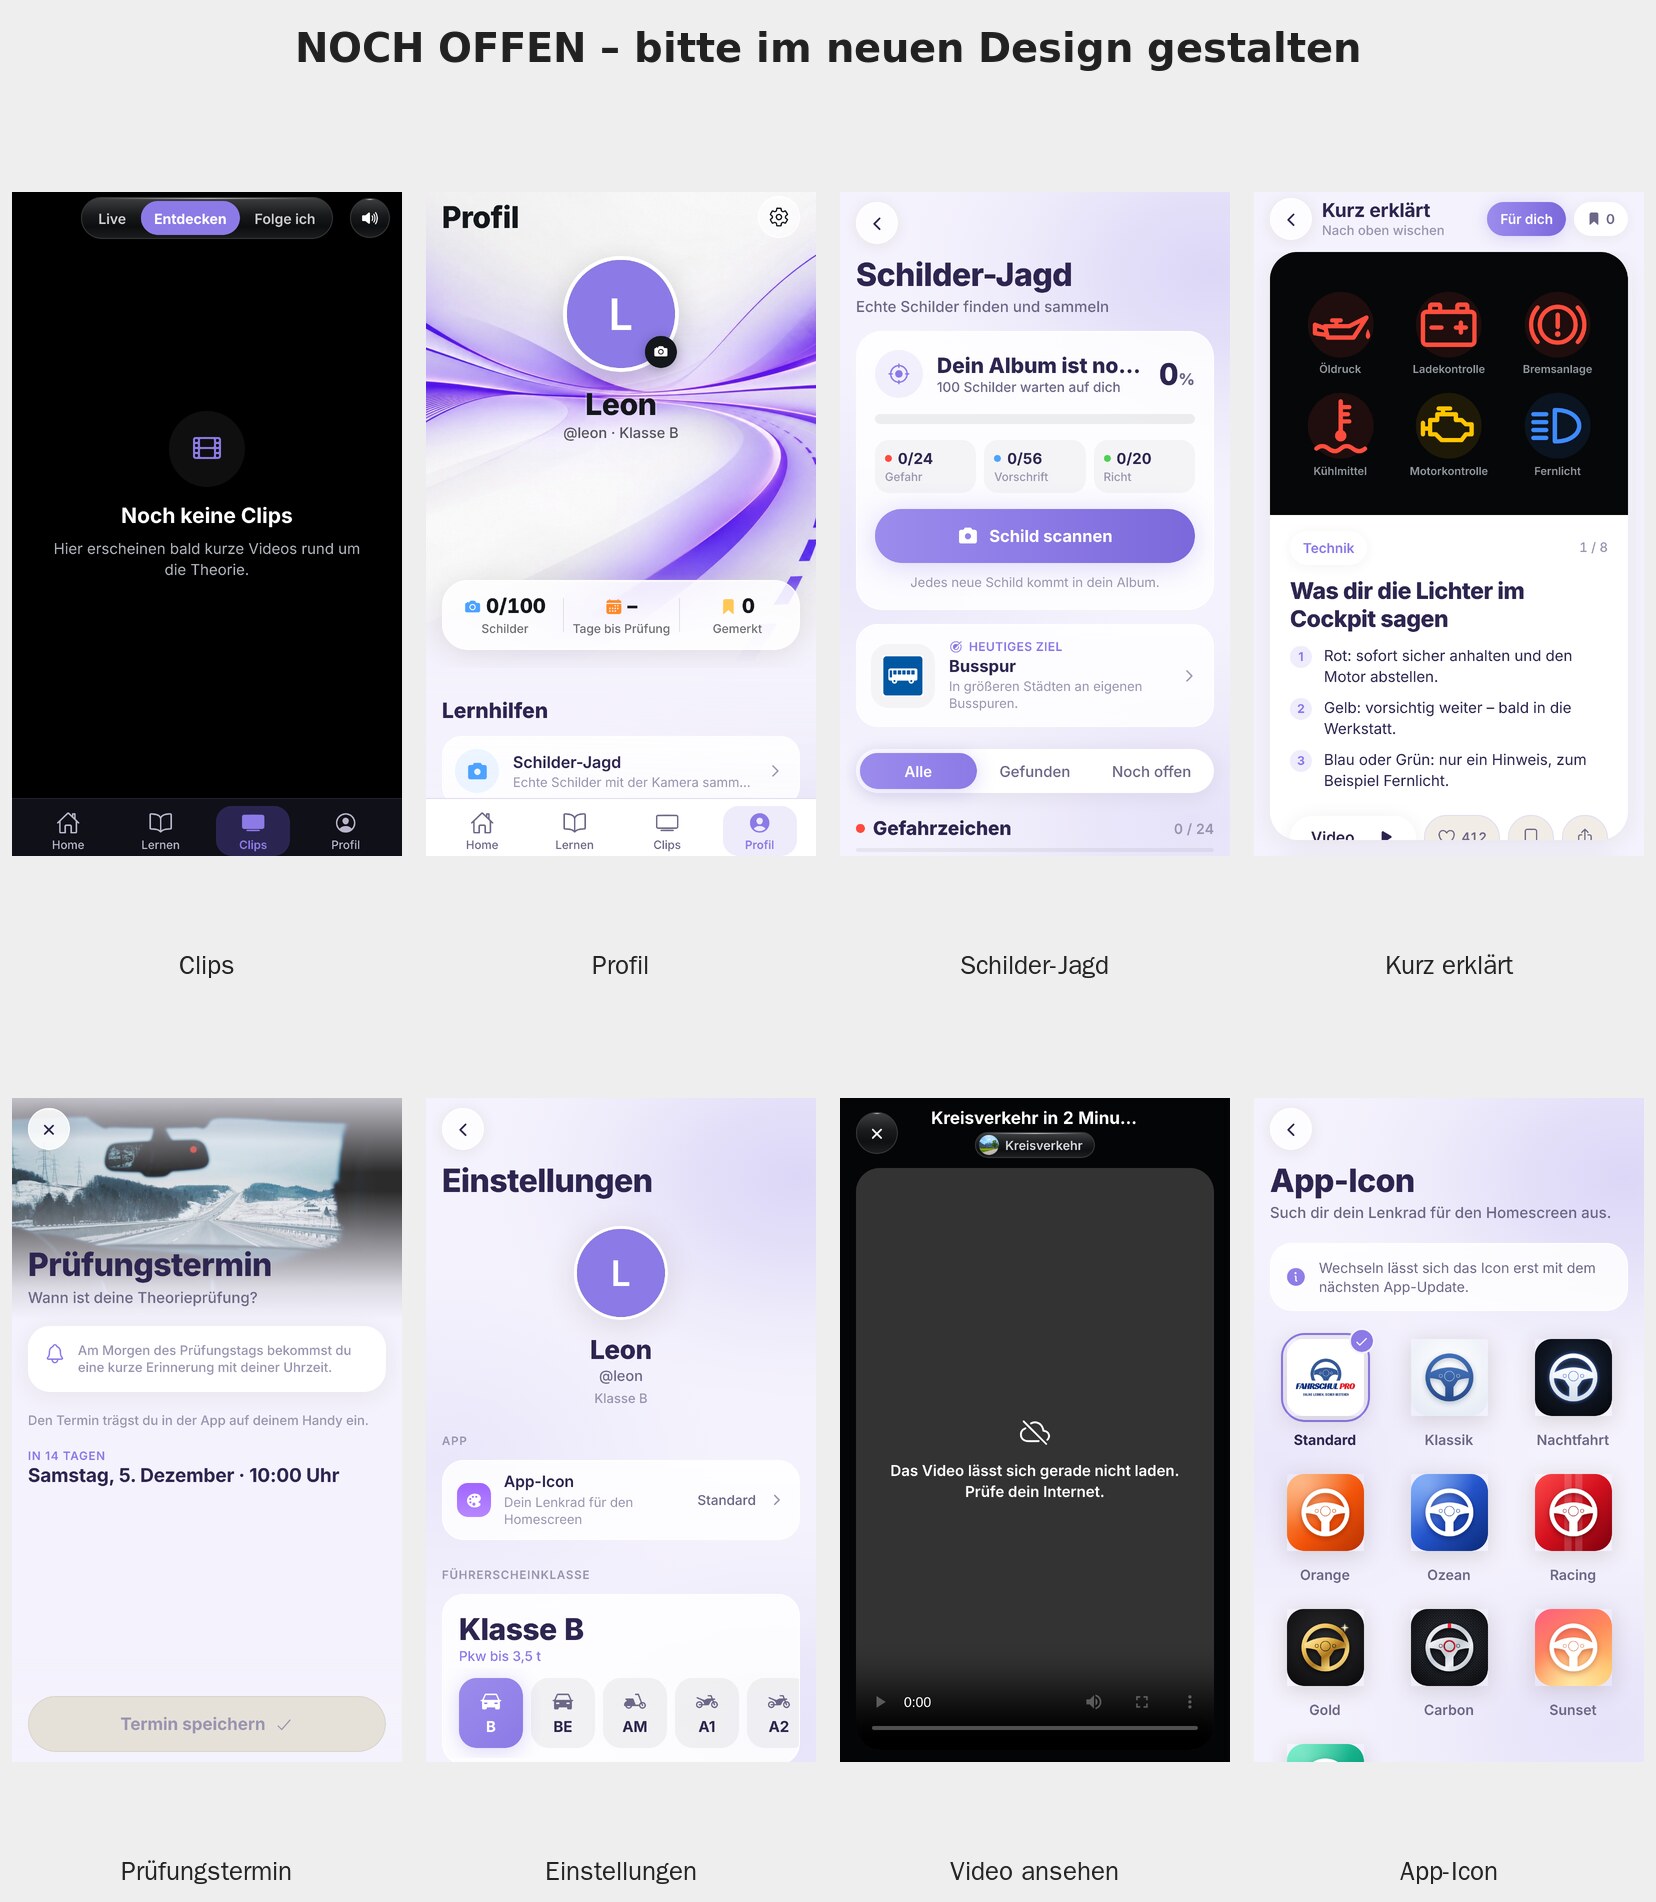 NOCH OFFEN – bitte im neuen Design gestalten
Live
Entdecken
Folge ich
Noch keine Clips
Hier erscheinen bald kurze Videos rund um
die Theorie.
Home
Lernen
Clips
Profil
Clips
Profil
L
Leon
@leon · Klasse B
0/100
Schilder
–
Tage bis Prüfung
0
Gemerkt
Lernhilfen
Schilder-Jagd
Echte Schilder mit der Kamera samm...
Home
Lernen
Clips
Profil
Profil
Schilder-Jagd
Echte Schilder finden und sammeln
Dein Album ist no...
100 Schilder warten auf dich
0%
0/24
Gefahr
0/56
Vorschrift
0/20
Richt
Schild scannen
Jedes neue Schild kommt in dein Album.
HEUTIGES ZIEL
Busspur
In größeren Städten an eigenen
Busspuren.
Alle
Gefunden
Noch offen
Gefahrzeichen
0 / 24
Schilder-Jagd
Kurz erklärt
Nach oben wischen
Für dich
0
Öldruck
Ladekontrolle
Bremsanlage
Kühlmittel
Motorkontrolle
Fernlicht
Technik
1 / 8
Was dir die Lichter im
Cockpit sagen
1 Rot: sofort sicher anhalten und den
Motor abstellen.
2 Gelb: vorsichtig weiter – bald in die
Werkstatt.
3 Blau oder Grün: nur ein Hinweis, zum
Beispiel Fernlicht.
Video
412
Kurz erklärt
Prüfungstermin
Wann ist deine Theorieprüfung?
Am Morgen des Prüfungstags bekommst du
eine kurze Erinnerung mit deiner Uhrzeit.
Den Termin trägst du in der App auf deinem Handy ein.
IN 14 TAGEN
Samstag, 5. Dezember · 10:00 Uhr
Termin speichern
Prüfungstermin
Einstellungen
L
Leon
@leon
Klasse B
APP
App-Icon
Dein Lenkrad für den
Homescreen
Standard
FÜHRERSCHEINKLASSE
Klasse B
Pkw bis 3,5 t
B
BE
AM
A1
A2
Einstellungen
Kreisverkehr in 2 Minu...
Kreisverkehr
Das Video lässt sich gerade nicht laden.
Prüfe dein Internet.
0:00
Video ansehen
App-Icon
Such dir dein Lenkrad für den Homescreen aus.
Wechseln lässt sich das Icon erst mit dem
nächsten App-Update.
FAHRSCHUL PRO
Standard
Klassik
Nachtfahrt
Orange
Ozean
Racing
Gold
Carbon
Sunset
App-Icon